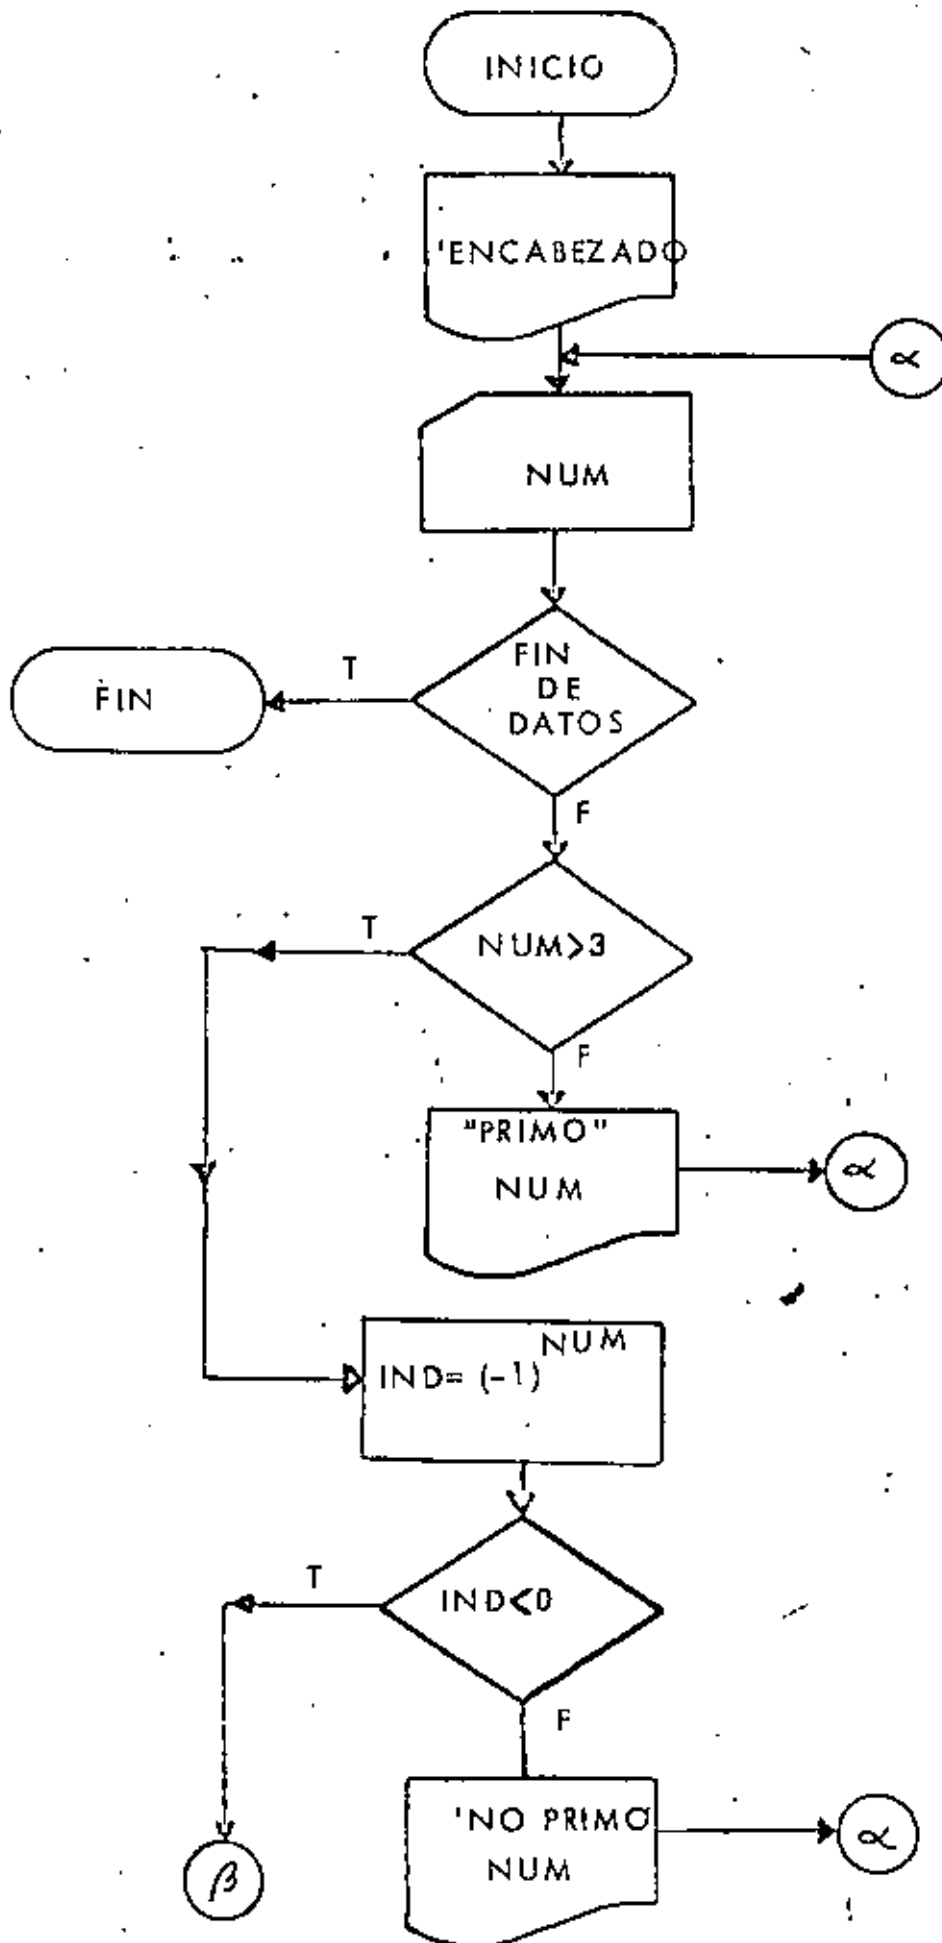 INICIO
'ENCABEZADO
α
NUM
FIN
DE
DATOS
T
FIN
F
NUM>3
T
F
"PRIMO"
NUM
α
NUM
IND= (-1)
IND<0
T
F
'NO PRIMO
NUM
α
β